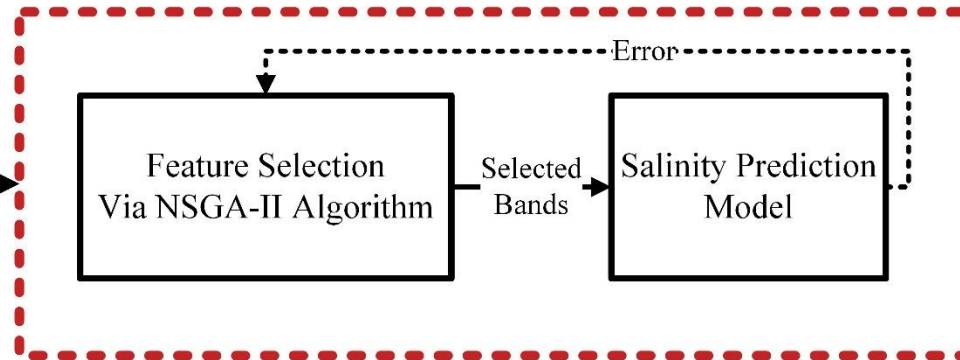 Error
Feature Selection
Via NSGA-II Algorithm
Selected
Bands
Salinity Prediction
Model